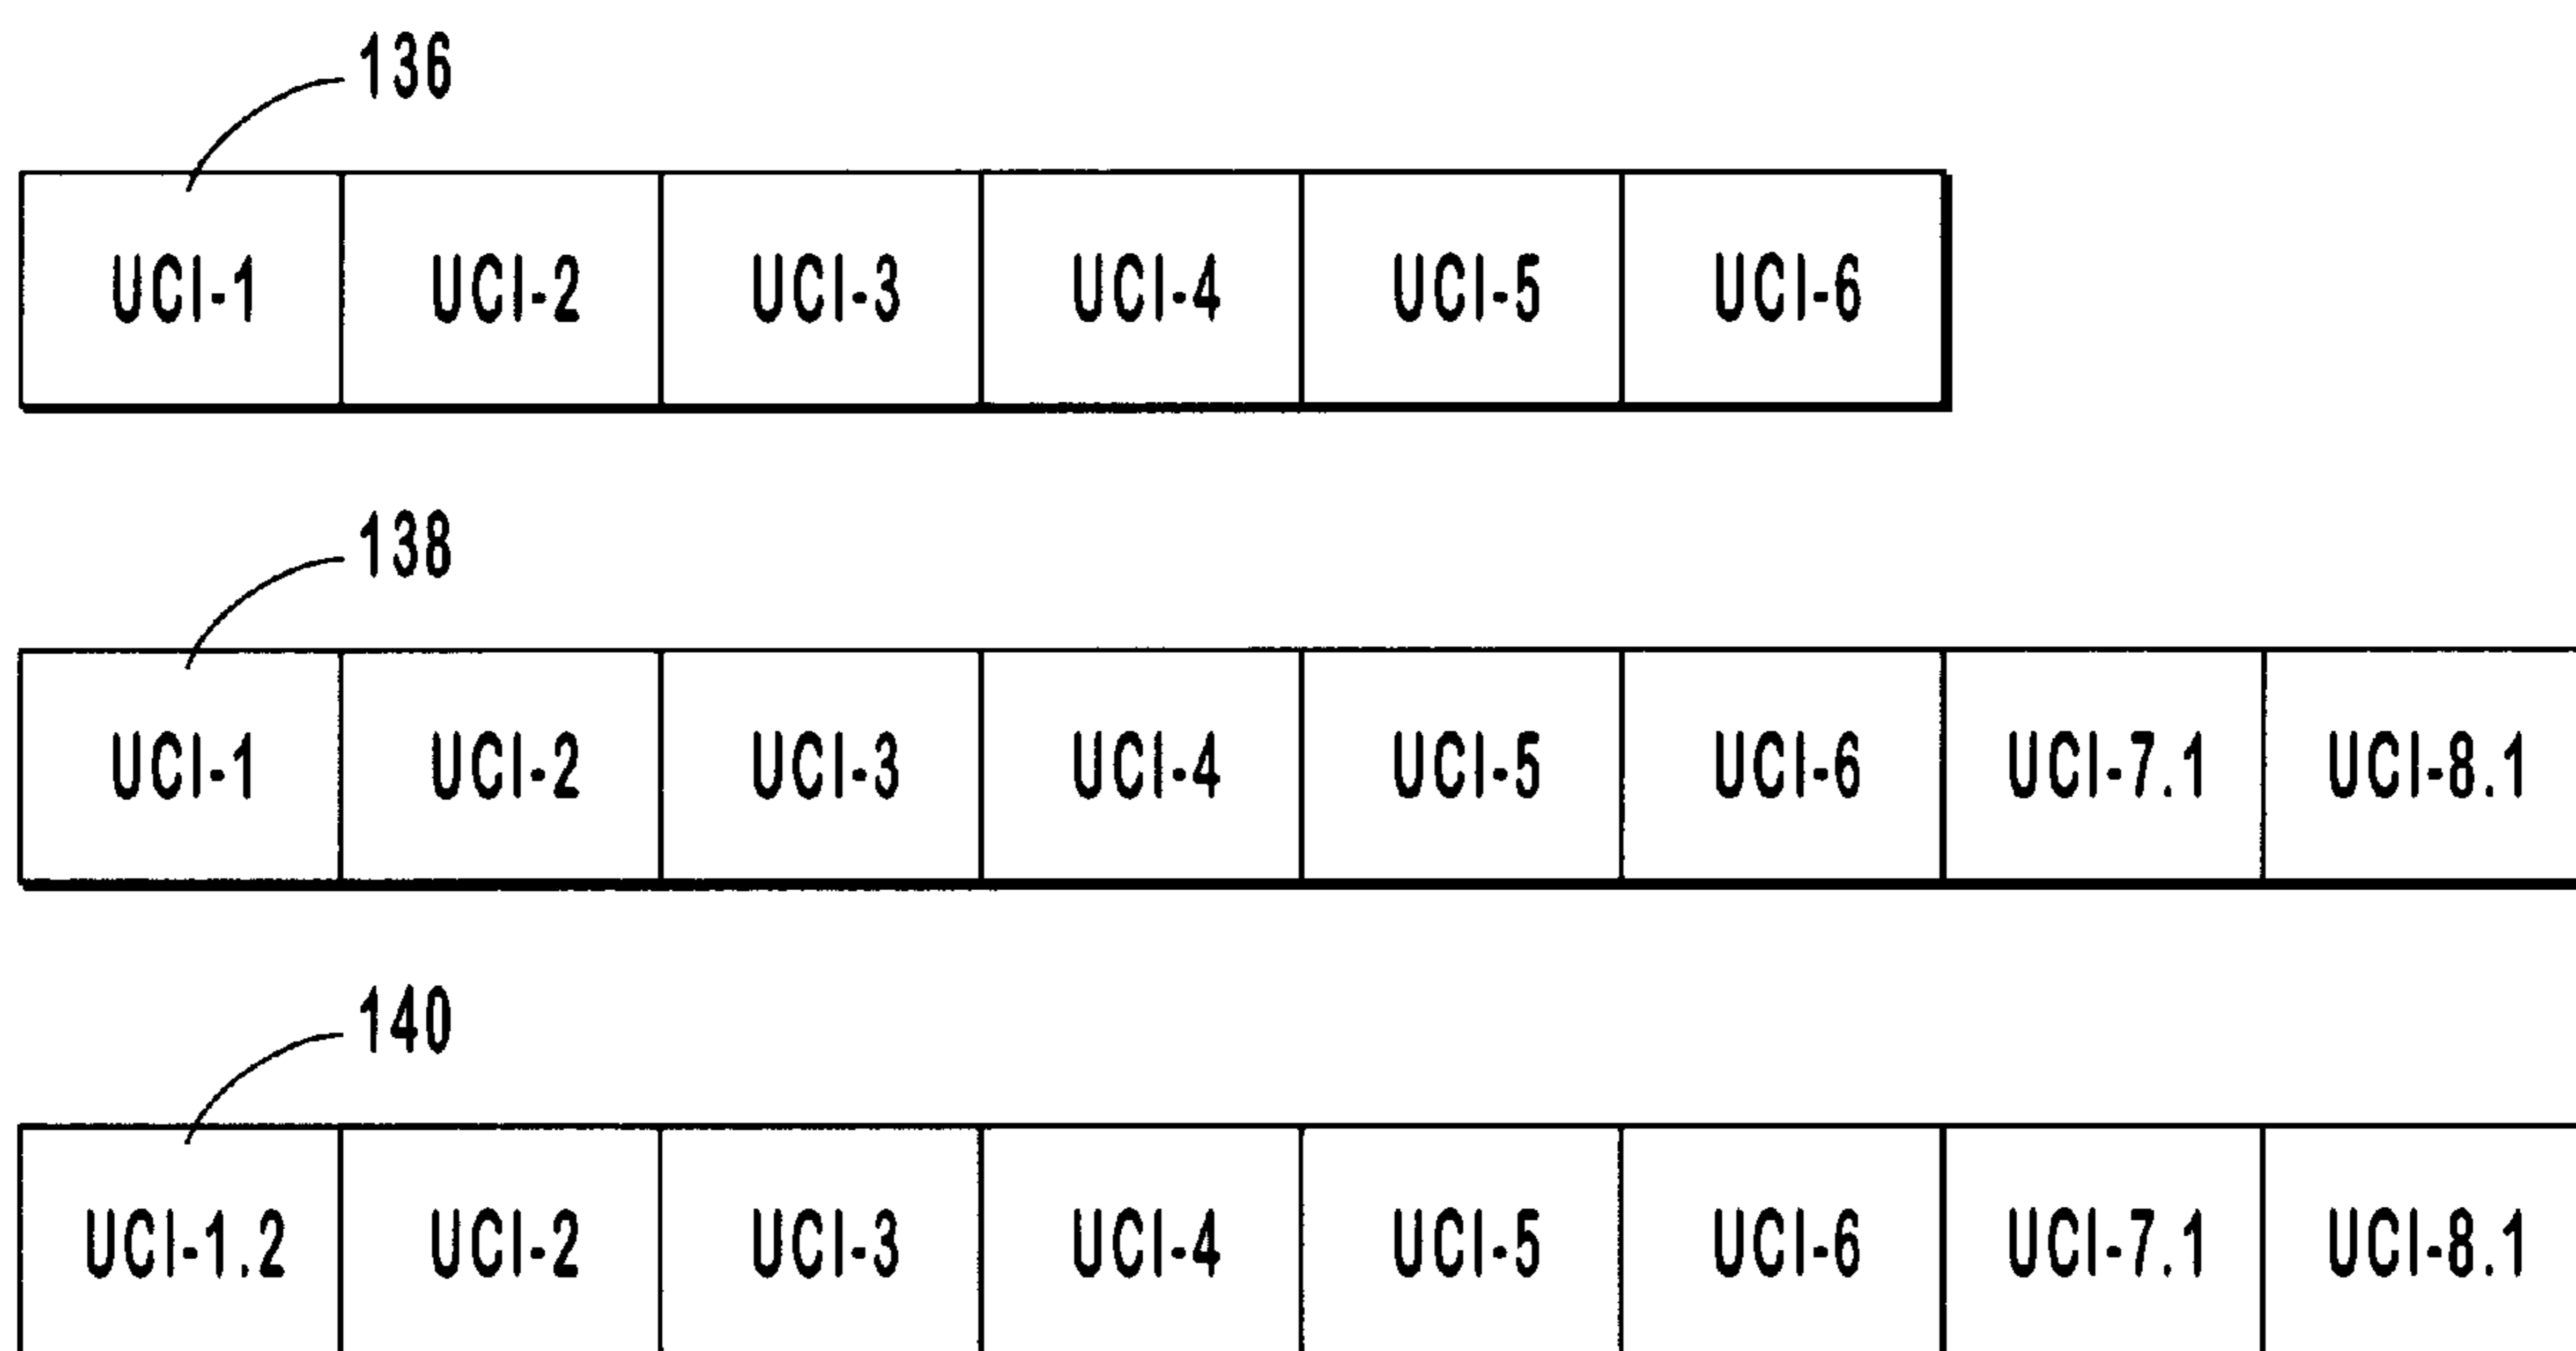 136
UCI-1 UCI-2 UCI-3 UCI-4 UCI-5 UCI-6
138
UCI-1 UCI-2 UCI-3 UCI-4 UCI-5 UCI-6 UCI-7.1 UCI-8.1
140
UCI-1.2 UCI-2 UCI-3 UCI-4 UCI-5 UCI-6 UCI-7.1 UCI-8.1